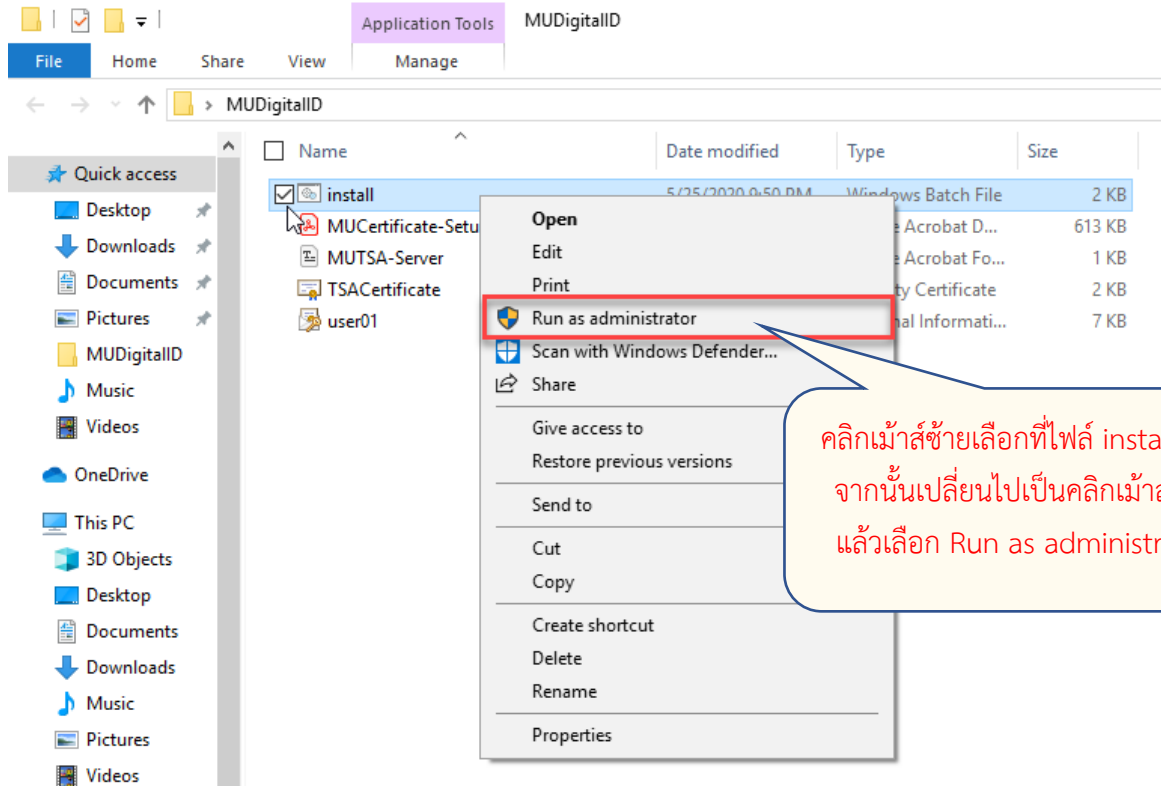 Application Tools MUDigitalID
File Home Share View Manage
MUDigitalID
Name Date modified Type Size
Quick access
Desktop
Downloads
Documents
Pictures
MUDigitalID
Music
Videos
OneDrive
This PC
3D Objects
Desktop
Documents
Downloads
Music
Pictures
Videos
install 5/25/2020 9:50 PM Windows Batch File 2 KB
MUCertificate-Setu Acrobat D... 613 KB
MUTSA-Server Acrobat Fo... 1 KB
TSACertificate ty Certificate 2 KB
user01 nal Informati... 7 KB
Open
Edit
Print
Run as administrator
Scan with Windows Defender...
Share
Give access to
Restore previous versions
Send to
Cut
Copy
Create shortcut
Delete
Rename
Properties
คลิกเม้าส์ซ้ายเลือกที่ไฟล์ insta
จากนั้นเปลี่ยนไปเป็นคลิกเม้าส
แล้วเลือก Run as administr